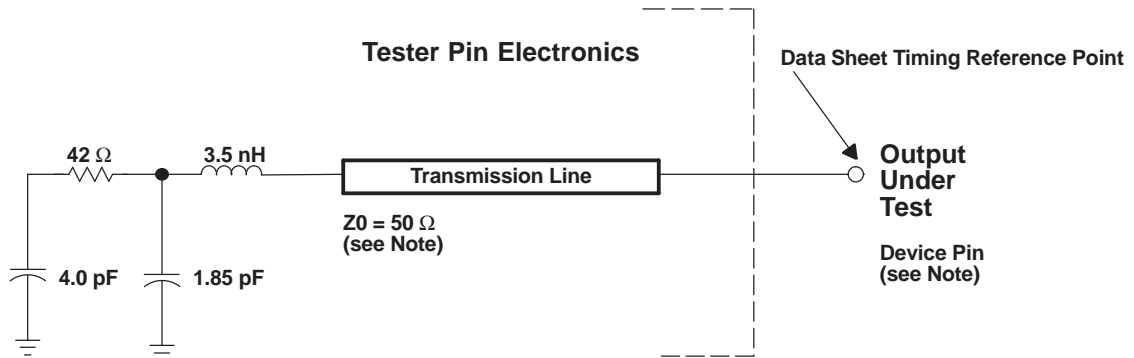 Tester Pin Electronics
Data Sheet Timing Reference Point
42 Ω
3.5 nH
Transmission Line
Output
Under
Test
Z0 = 50 Ω
(see Note)
Device Pin
(see Note)
4.0 pF
1.85 pF